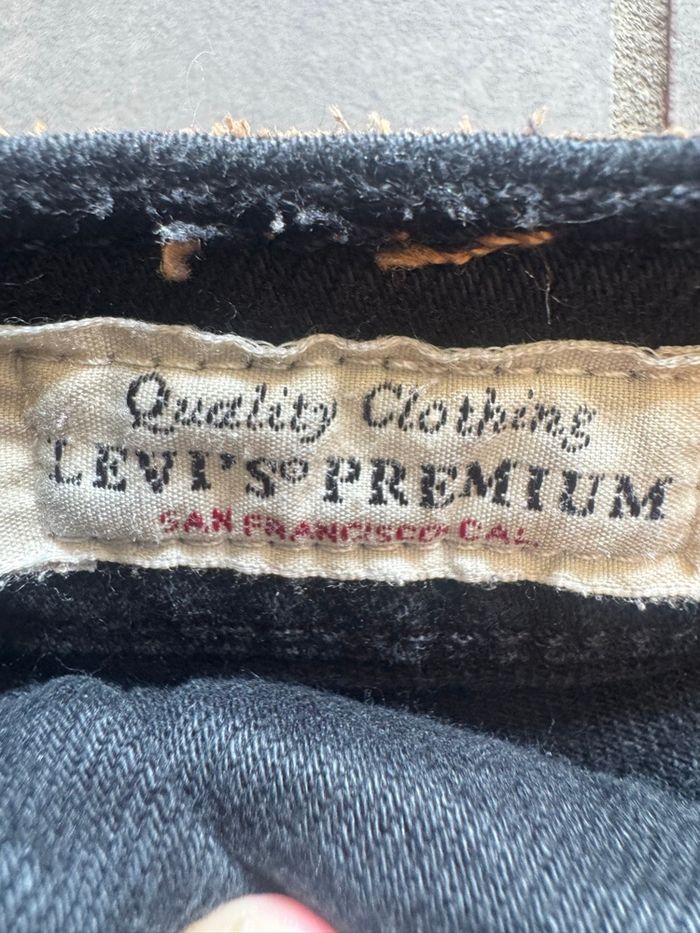 Quality Clothing
LEVI'S® PREMIUM
SAN FRANCISCO CAL.